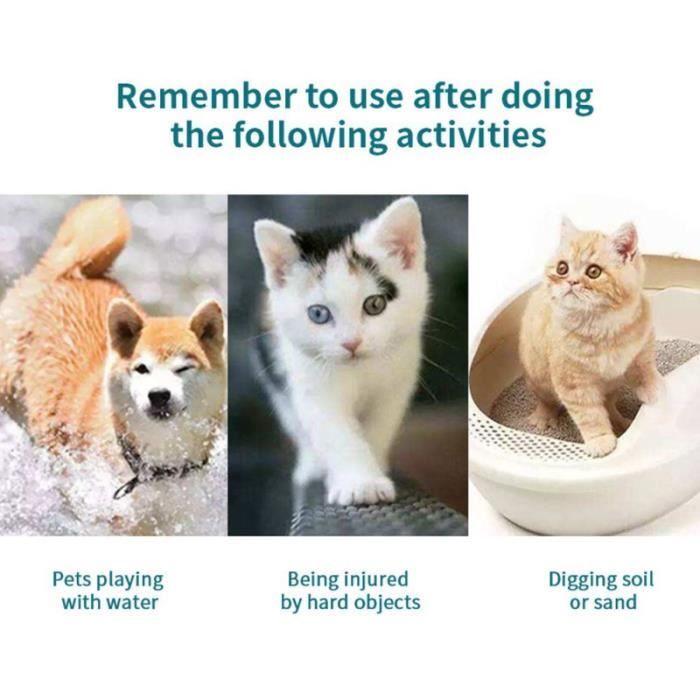 Remember to use after doing
the following activities
Pets playing
with water
Being injured
by hard objects
Digging soil
or sand